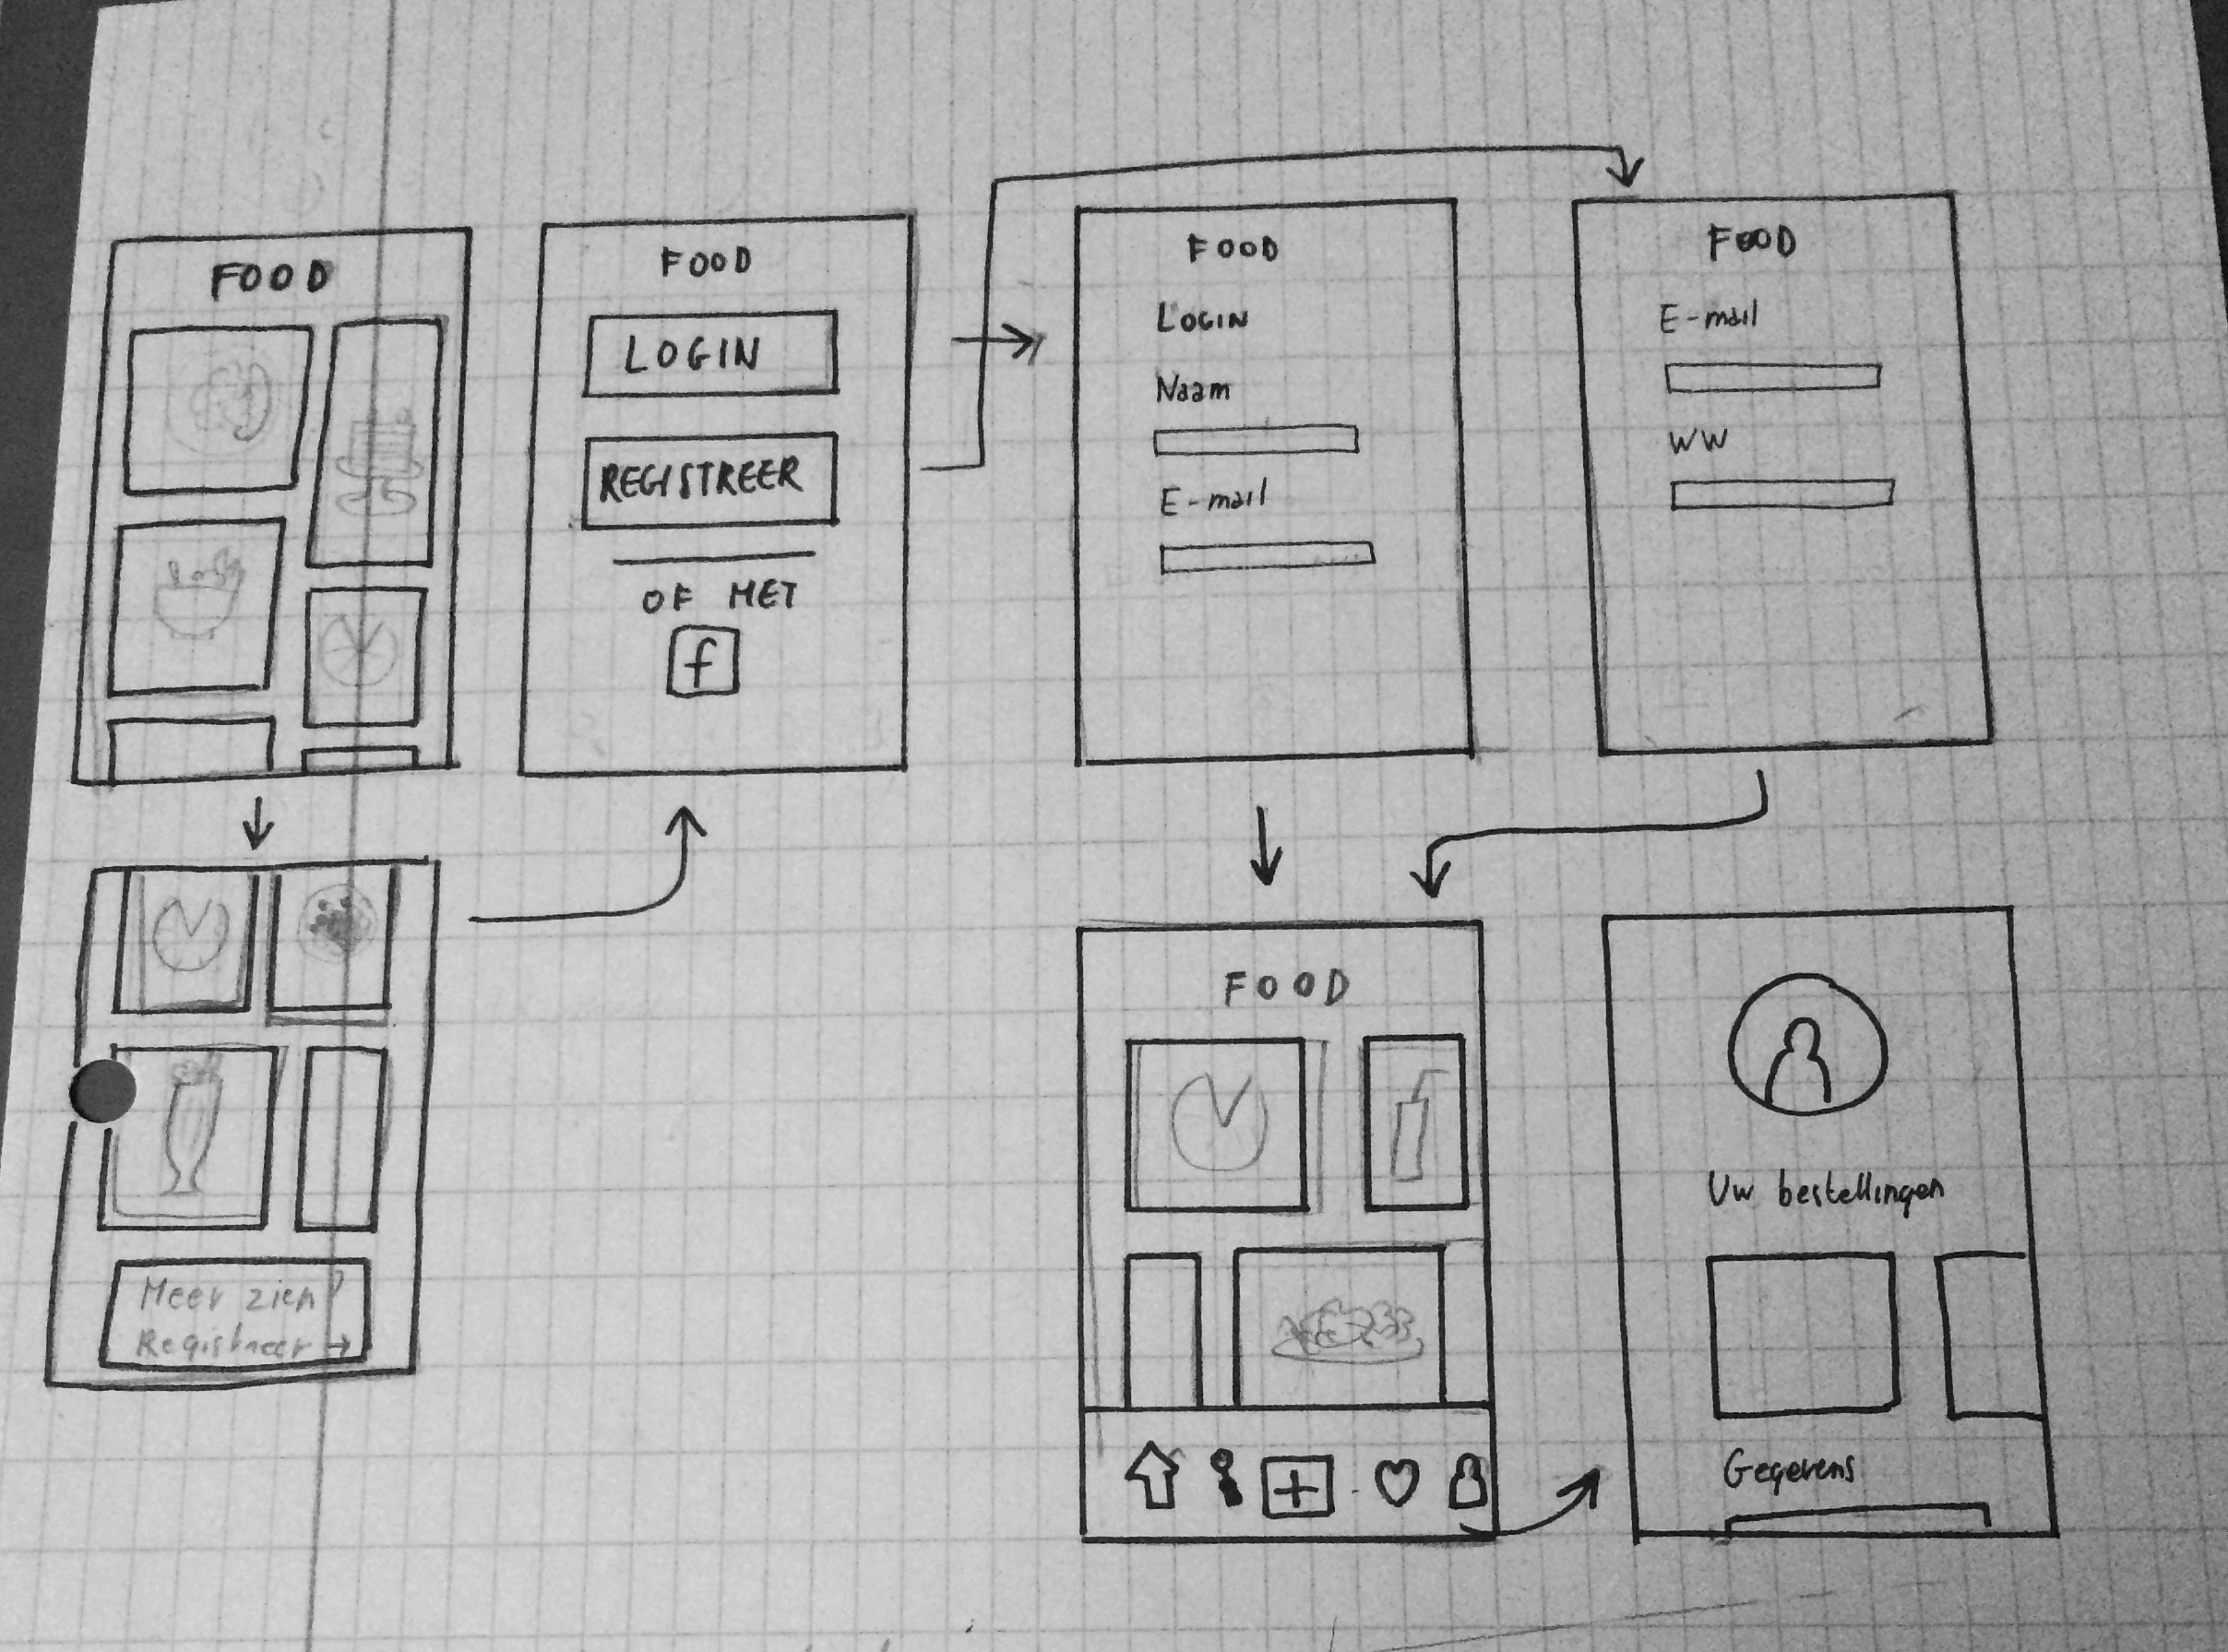 FOOD
FOOD
LOGIN
REGISTREER
OF MET
f
FOOD
LOGIN
Naam
E-mail
FOOD
E-mail
WW
Meer zien?
Registreer →
FOOD
Uw bestellingen
Gegevens